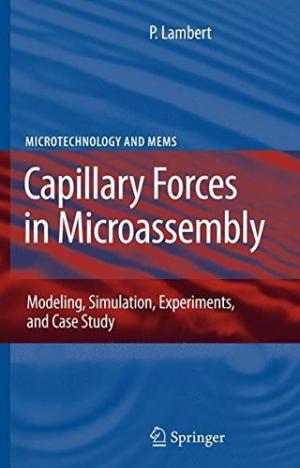 P. Lambert
MICROTECHNOLOGY AND MEMS
Capillary Forces
in Microassembly
Modeling, Simulation, Experiments,
and Case Study
Springer